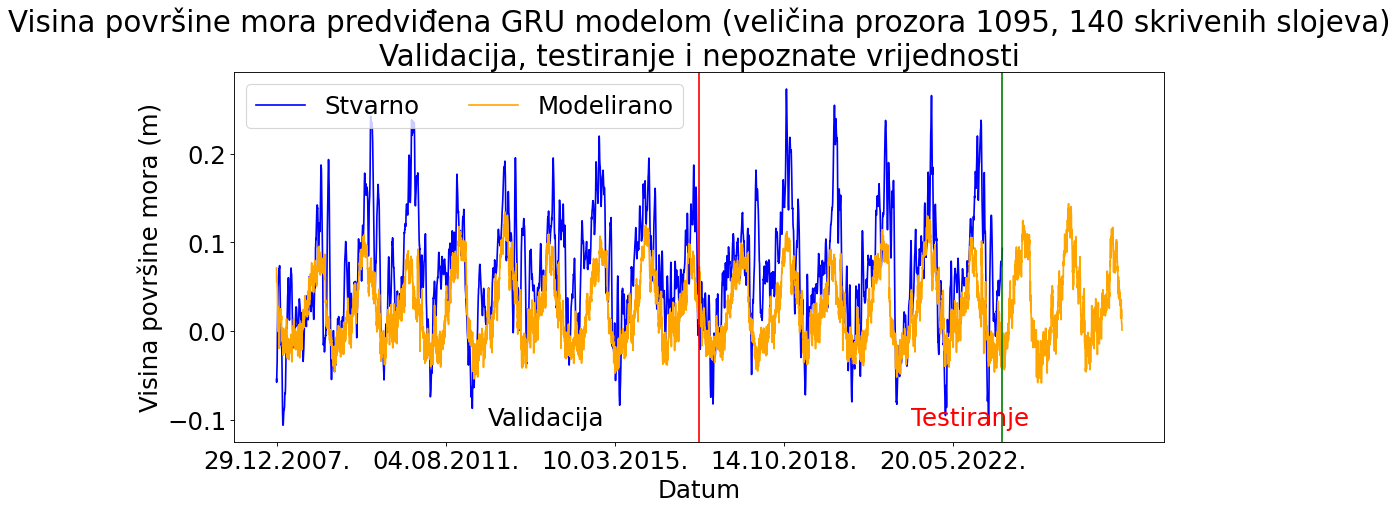 Visina površine mora predviđena GRU modelom (veličina prozora 1095, 140 skrivenih slojeva)
Validacija, testiranje i nepoznate vrijednosti
Stvarno
Modelirano
Visina površine mora (m)
0.2
0.1
0.0
−0.1
Validacija
Testiranje
29.12.2007.
04.08.2011.
10.03.2015.
14.10.2018.
20.05.2022.
Datum